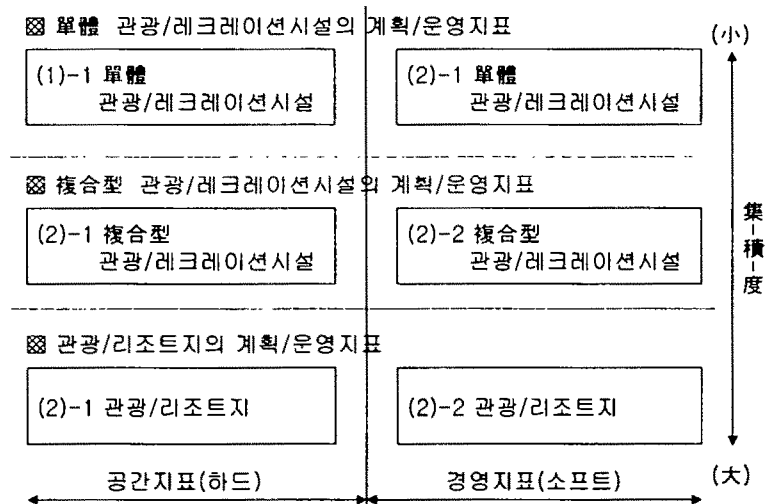 ▩ 單體 관광/레크레이션시설의 계획/운영지표
(小)
(1)-1 單體
관광/레크레이션시설
(2)-1 單體
관광/레크레이션시설
▩ 複合型 관광/레크레이션시설의 계획/운영지표
(2)-1 複合型
관광/레크레이션시설
(2)-2 複合型
관광/레크레이션시설
集-積-度
▩ 관광/리조트지의 계획/운영지표
(2)-1 관광/리조트지
(2)-2 관광/리조트지
공간지표(하드)
경영지표(소프트)
(大)